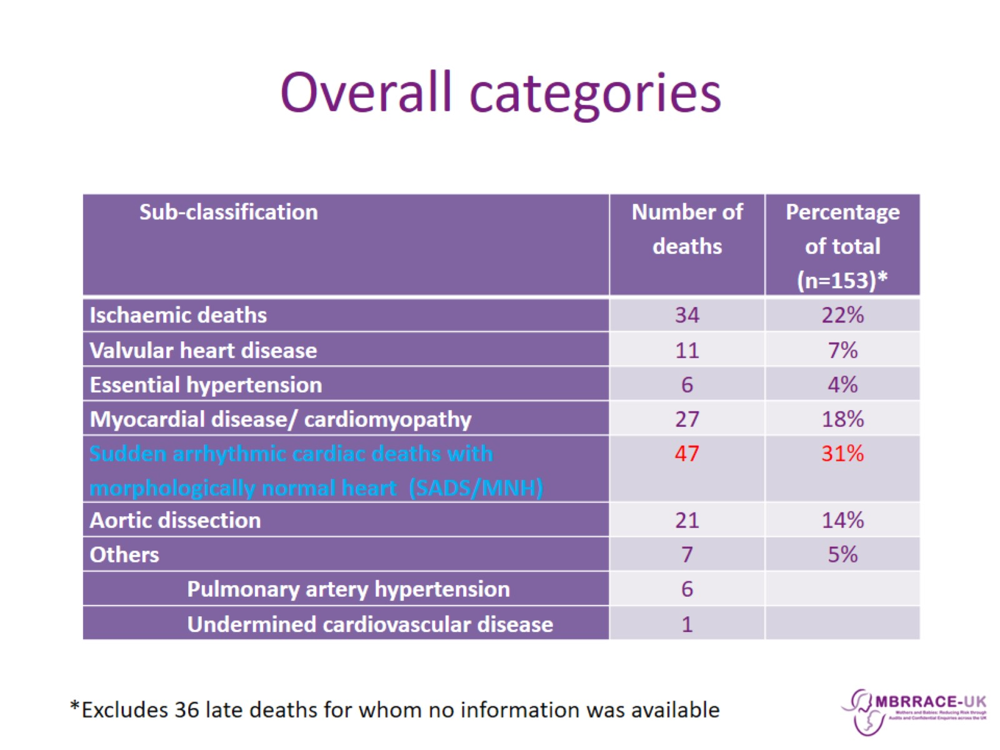 Overall categories
Sub-classification
Number of
deaths
Percentage
of total
(n=153)*
Ischaemic deaths 34 22%
Valvular heart disease 11 7%
Essential hypertension 6 4%
Myocardial disease/ cardiomyopathy 27 18%
Sudden arrhythmic cardiac deaths with 47 31%
morphologically normal heart (SADS/MNH)
Aortic dissection 21 14%
Others 7 5%
Pulmonary artery hypertension 6
Undermined cardiovascular disease 1
*Excludes 36 late deaths for whom no information was available
MBRRACE-UK
Mothers and Babies: Reducing Risk through
Audits and Confidential Enquiries across the UK